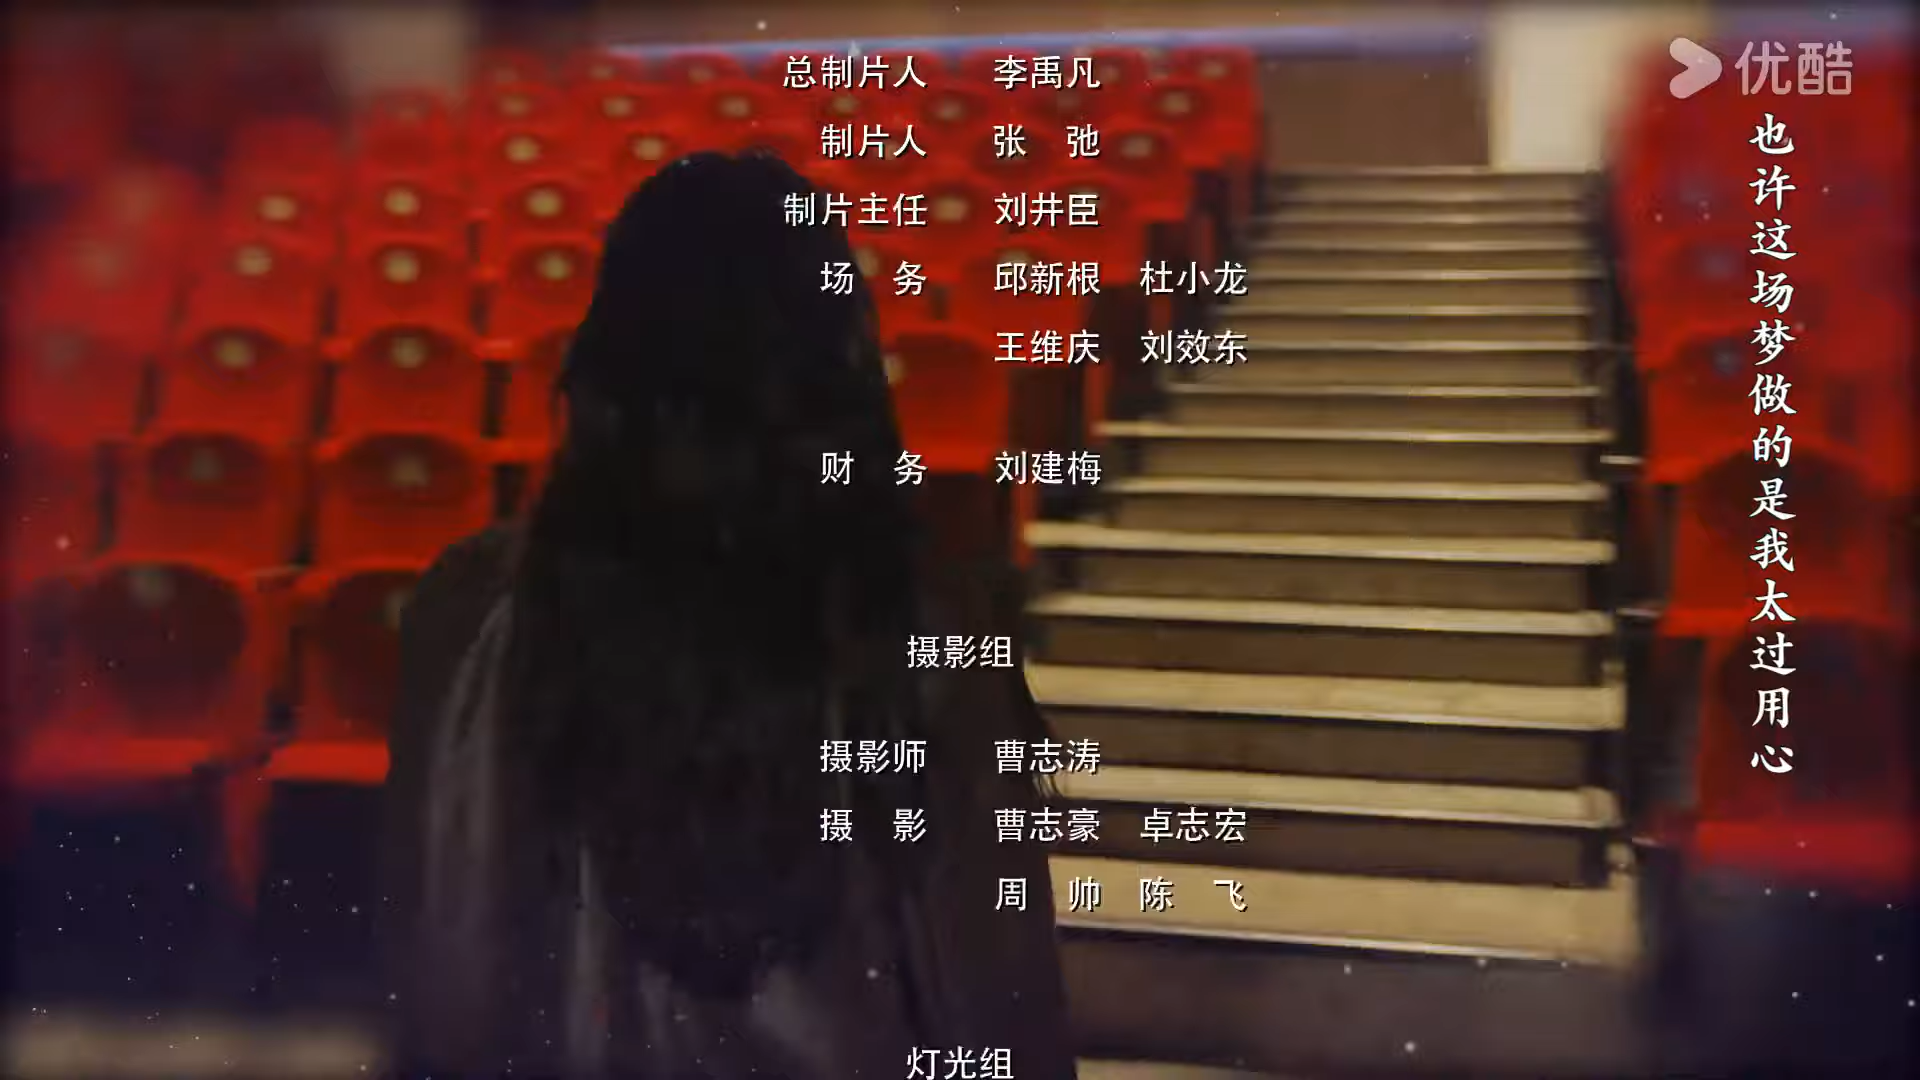 总制片人 李禹凡
制片人 张 弛
制片主任 刘井臣
场 务 邱新根 杜小龙
王维庆 刘效东
财 务 刘建梅
摄影组
摄影师 曹志涛
摄 影 曹志豪 卓志宏
周 帅 陈 飞
灯光组
优酷
也许这场梦做的是我太过用心